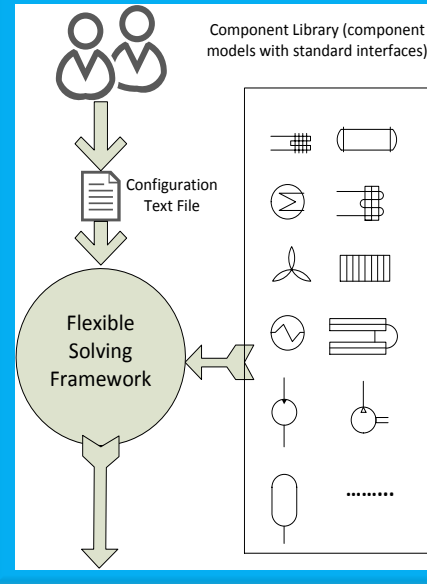 Component Library (component
models with standard interfaces)
Configuration
Text File
Flexible
Solving
Framework
.........